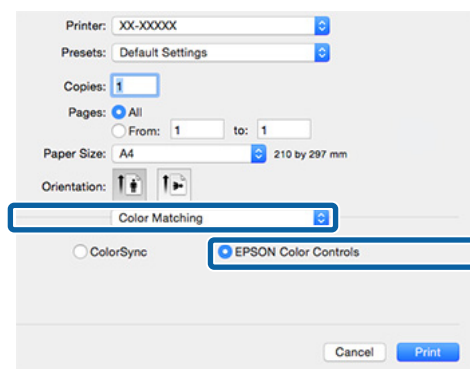 Printer: XX-XXXXX
Presets: Default Settings
Copies: 1
Pages: All
From: 1 to: 1
Paper Size: A4 210 by 297 mm
Orientation:
Color Matching
ColorSync EPSON Color Controls
Cancel Print